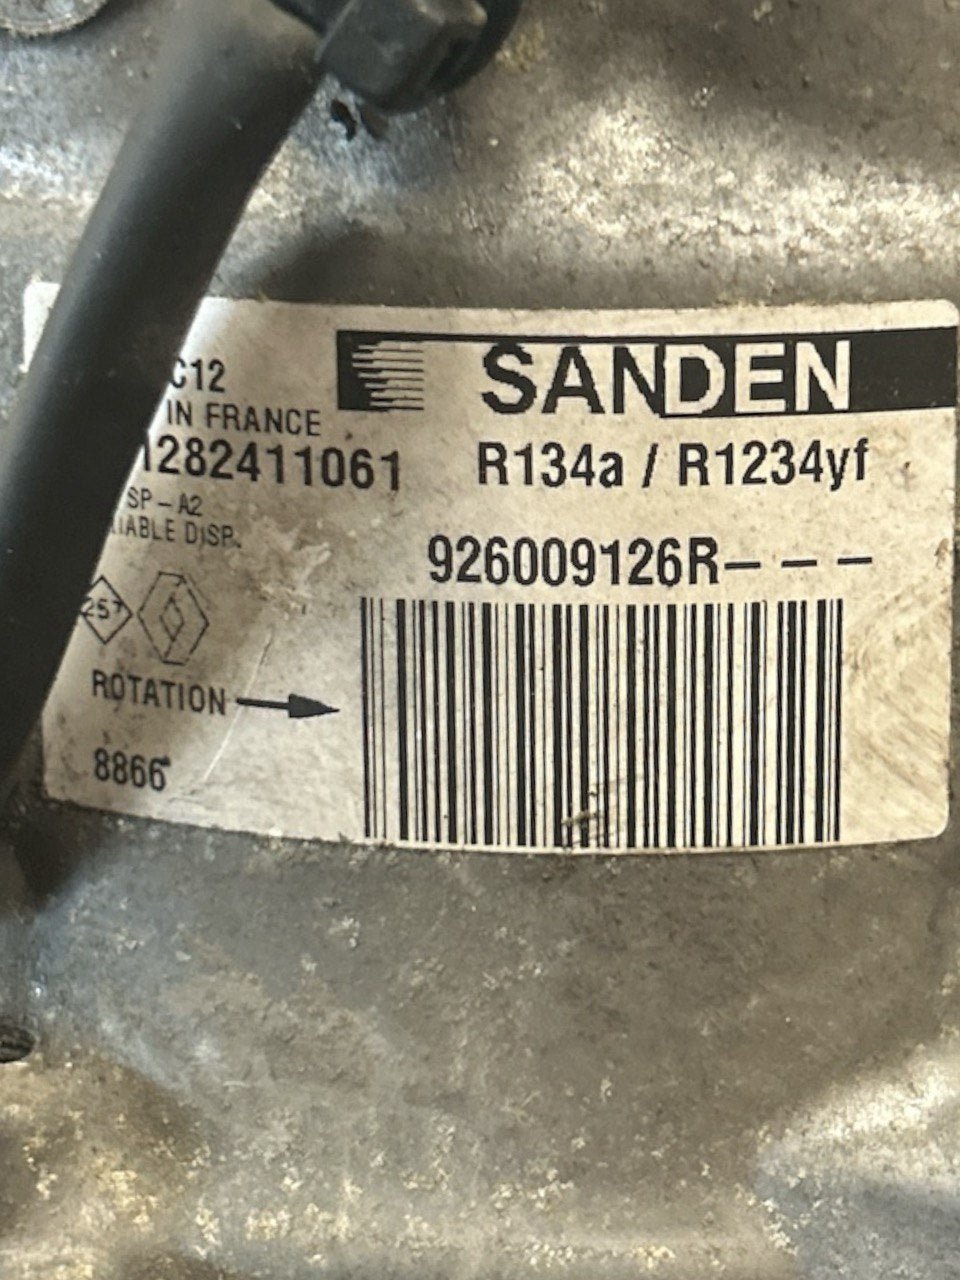 SANDEN
C12
IN FRANCE
1282411061
R134a / R1234yf
SP-A2
IABLE DISP.
926009126R---
257
ROTATION
8866